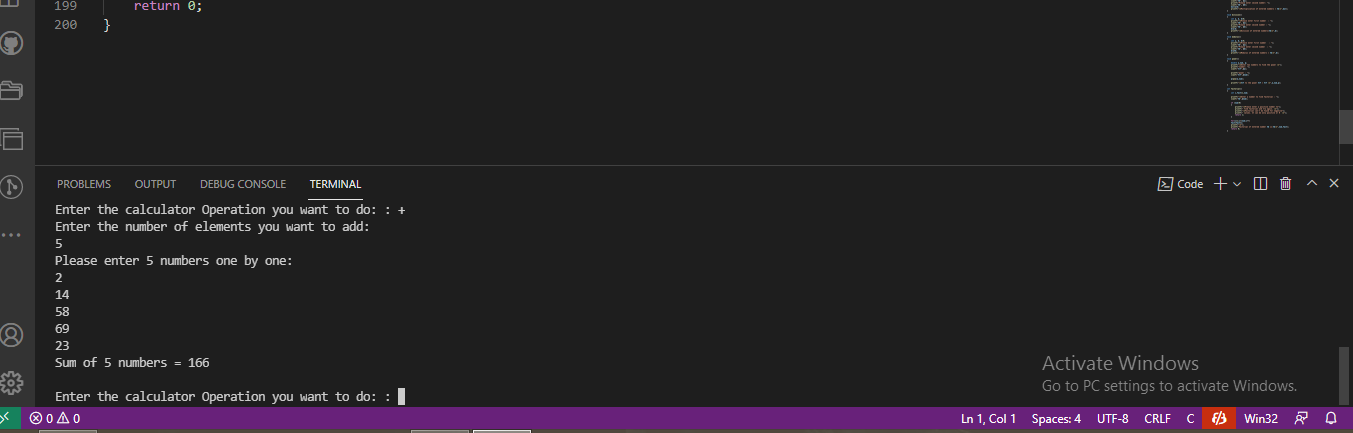 199 return 0;
200 }
PROBLEMS OUTPUT DEBUG CONSOLE TERMINAL Code
Enter the calculator Operation you want to do: : +
Enter the number of elements you want to add:
5
Please enter 5 numbers one by one:
2
14
58
69
23
Sum of 5 numbers = 166
Enter the calculator Operation you want to do: :
Activate Windows
Go to PC settings to activate Windows.
0 0 Ln 1, Col 1 Spaces: 4 UTF-8 CRLF C Win32